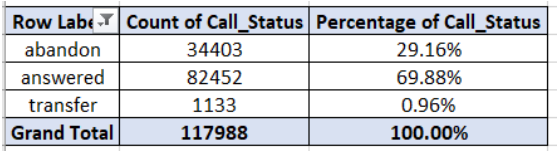 Row Labe Count of Call_Status Percentage of Call_Status
abandon 34403 29.16%
answered 82452 69.88%
transfer 1133 0.96%
Grand Total 117988 100.00%